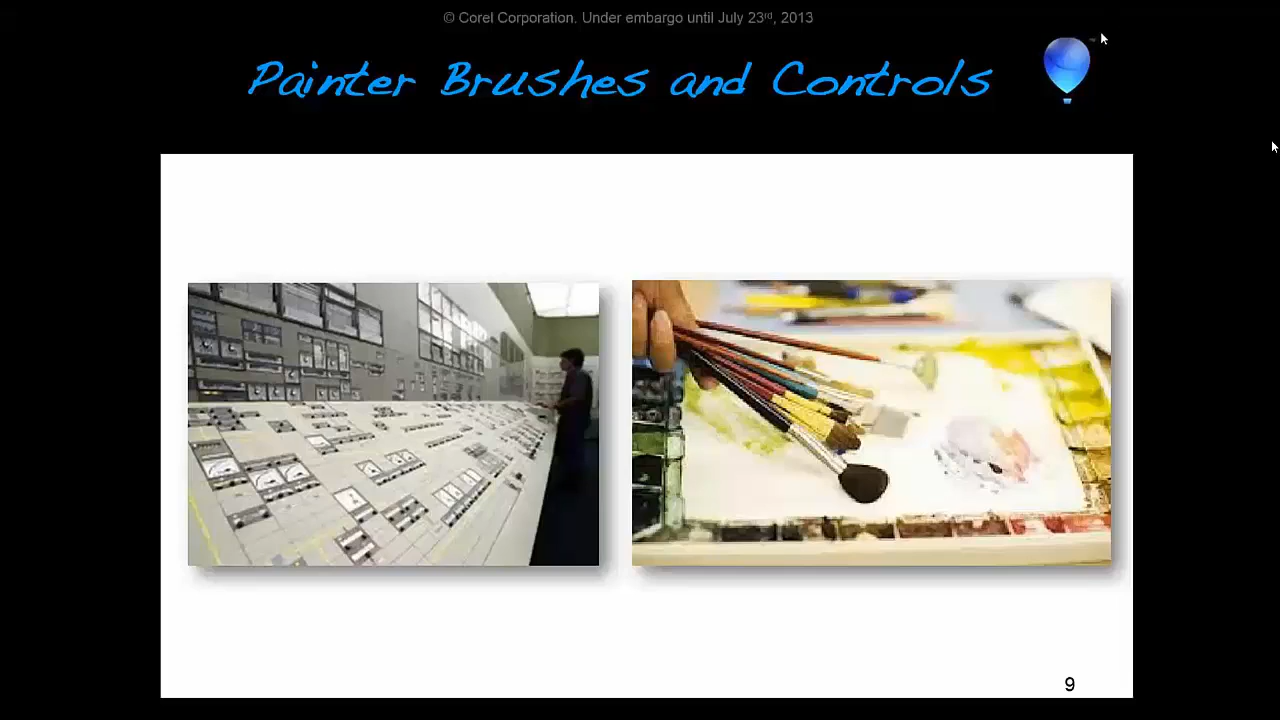 © Corel Corporation. Under embargo until July 23rd, 2013
Painter Brushes and Controls
9